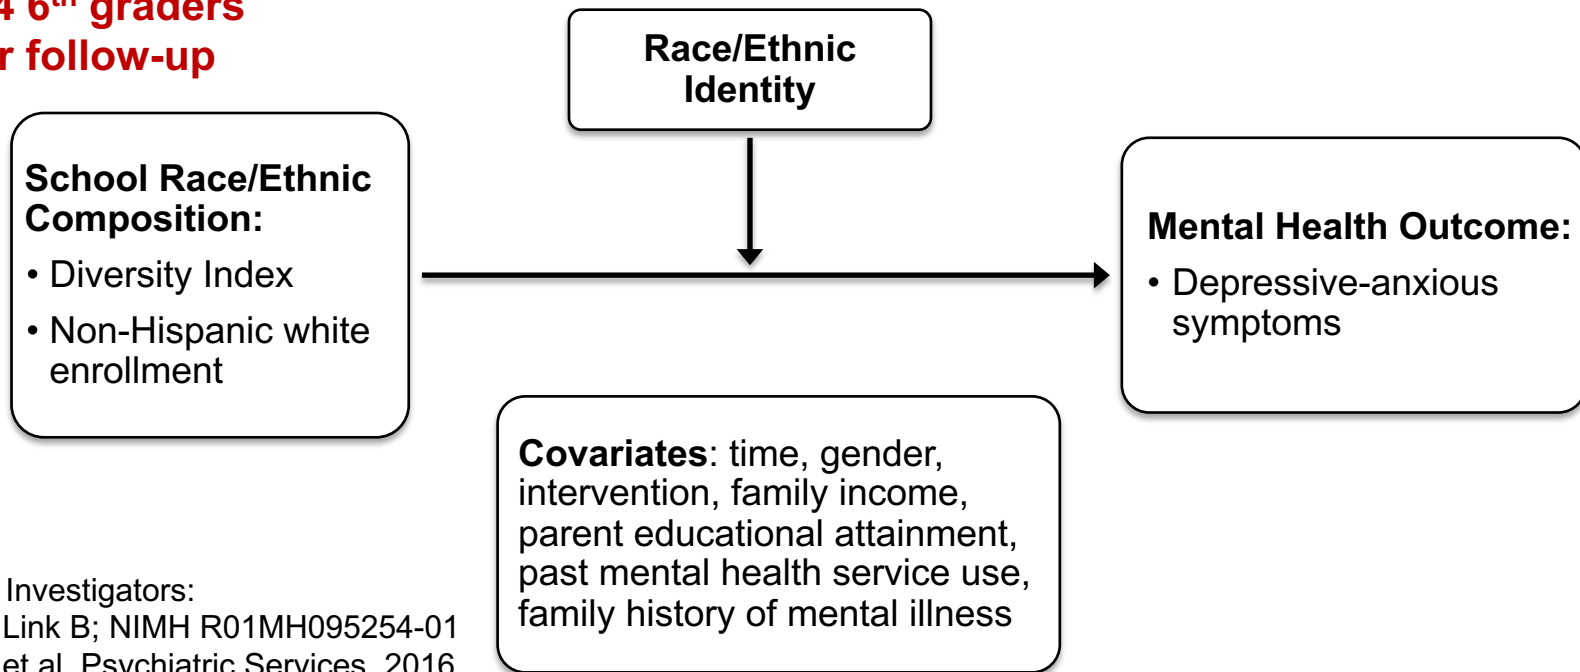 4 6th graders
r follow-up
Race/Ethnic
Identity
School Race/Ethnic
Composition:
• Diversity Index
• Non-Hispanic white
enrollment
Mental Health Outcome:
• Depressive-anxious
symptoms
Covariates: time, gender,
intervention, family income,
parent educational attainment,
past mental health service use,
family history of mental illness
Investigators:
Link B; NIMH R01MH095254-01
et al. Psychiatric Services, 2016